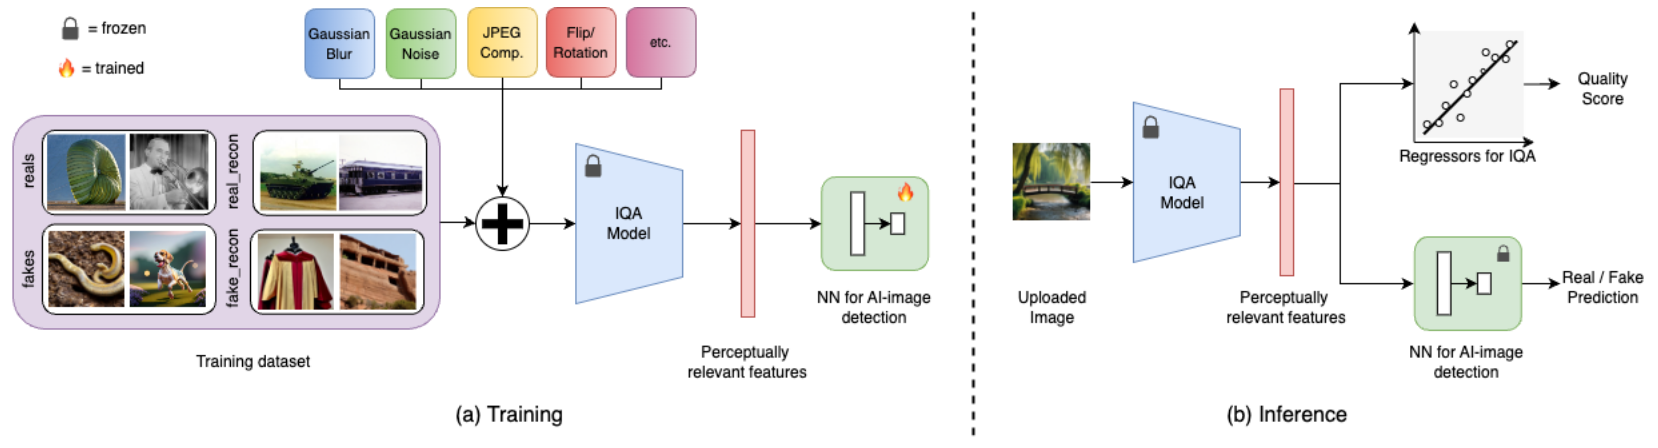 = frozen
= trained
Gaussian
Blur
Gaussian
Noise
JPEG
Comp.
Flip/
Rotation
etc.
reals
real_recon
fakes
fake_recon
Training dataset
IQA
Model
Perceptually
relevant features
NN for AI-image
detection
(a) Training
Uploaded
Image
IQA
Model
Perceptually
relevant features
Regressors for IQA
Quality
Score
NN for AI-image
detection
Real / Fake
Prediction
(b) Inference